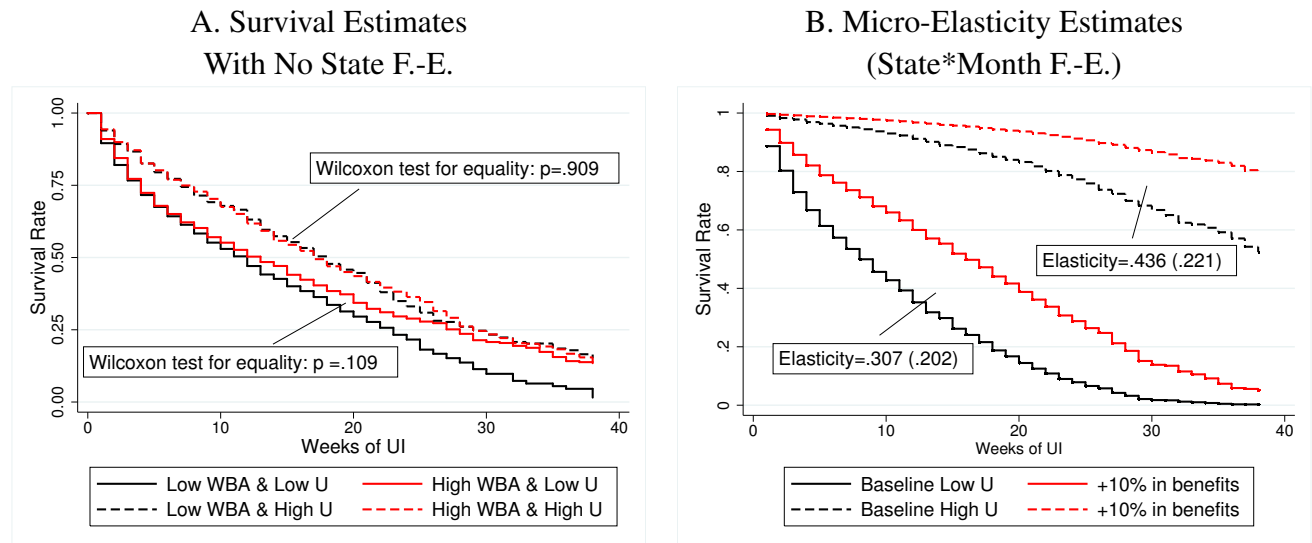 A. Survival Estimates
With No State F.-E.
Survival Rate
1.00
0.75
0.50
0.25
0.00
Wilcoxon test for equality: p=.909
Wilcoxon test for equality: p =.109
0 10 20 30 40
Weeks of UI
Low WBA & Low U High WBA & Low U
Low WBA & High U High WBA & High U
B. Micro-Elasticity Estimates
(State*Month F.-E.)
Survival Rate
1
.8
.6
.4
.2
0
Elasticity=.436 (.221)
Elasticity=.307 (.202)
0 10 20 30 40
Weeks of UI
Baseline Low U +10% in benefits
Baseline High U +10% in benefits